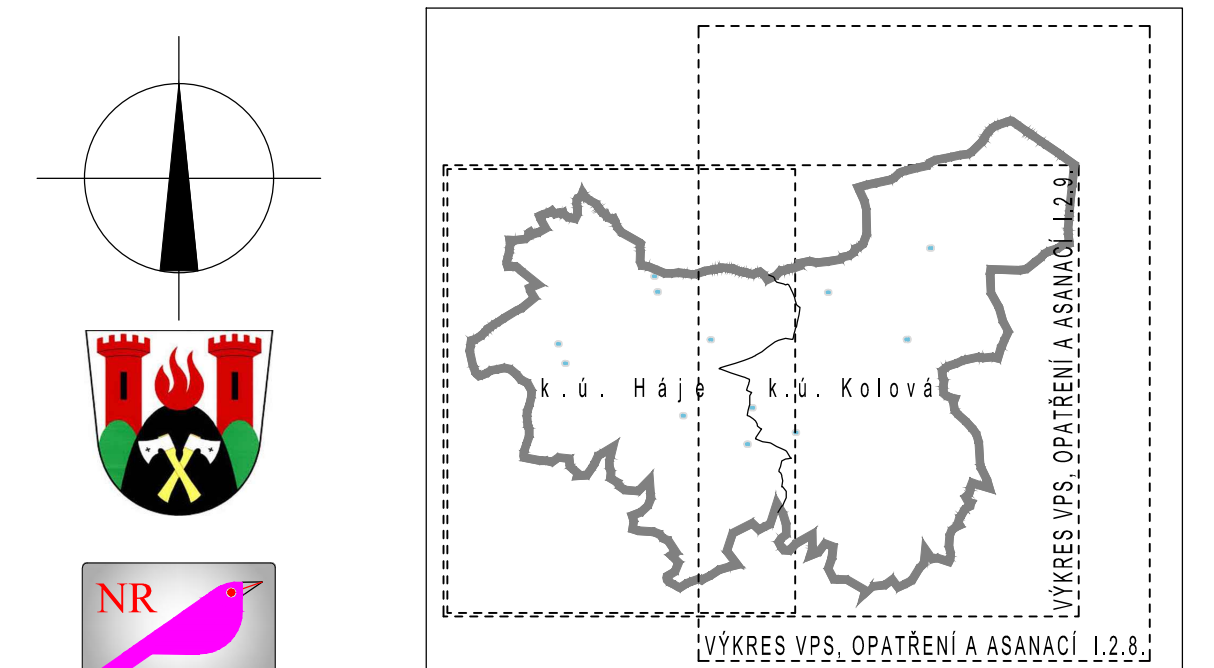 VÝKRES VPS, OPATŘENÍ A ASANACÍ I.2.9.
k.ú. Háje
k.ú. Kolová
NR
VÝKRES VPS, OPATŘENÍ A ASANACÍ I.2.8.